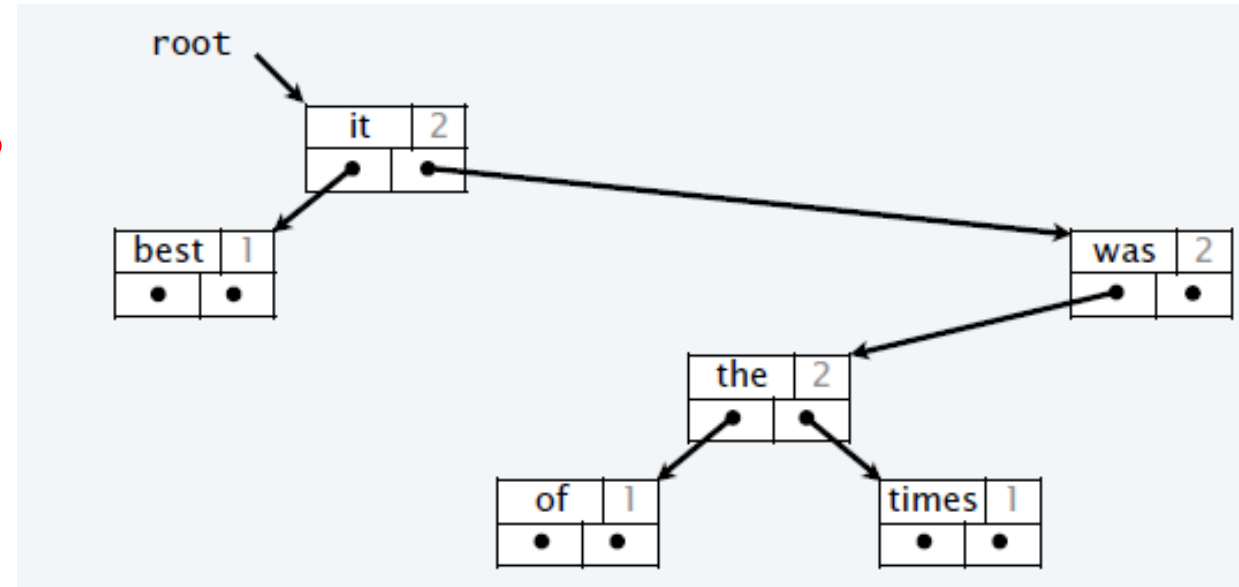 root
it 2
best 1
was 2
the 2
of 1
times 1